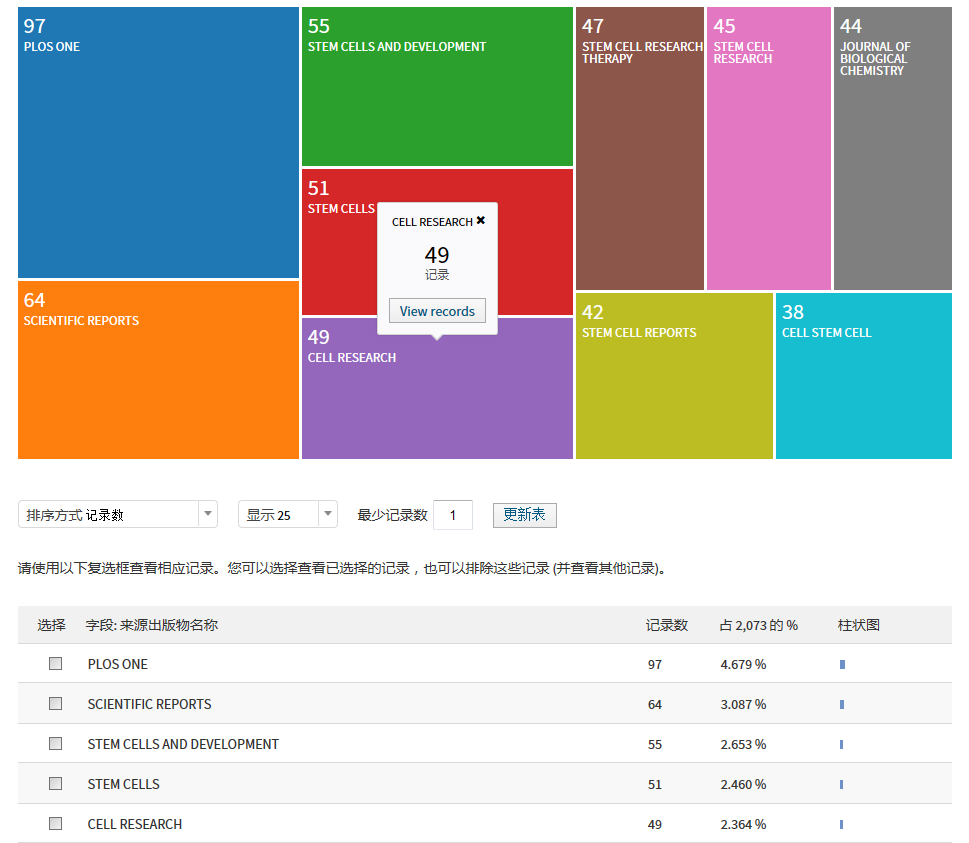 97
PLOS ONE
55
STEM CELLS AND DEVELOPMENT
47
STEM CELL RESEARCH
THERAPY
45
STEM CELL
RESEARCH
44
JOURNAL OF
BIOLOGICAL
CHEMISTRY
51
STEM CELLS
CELL RESEARCH ✖
49
记录
View records
64
SCIENTIFIC REPORTS
49
CELL RESEARCH
42
STEM CELL REPORTS
38
CELL STEM CELL
排序方式 记录数 显示 25 最少记录数 1 更新表
请使用以下复选框查看相应记录。您可以选择查看已选择的记录，也可以排除这些记录 (并查看其他记录)。
选择 字段: 来源出版物名称 记录数 占 2,073 的 % 柱状图
PLOS ONE 97 4.679 %
SCIENTIFIC REPORTS 64 3.087 %
STEM CELLS AND DEVELOPMENT 55 2.653 %
STEM CELLS 51 2.460 %
CELL RESEARCH 49 2.364 %